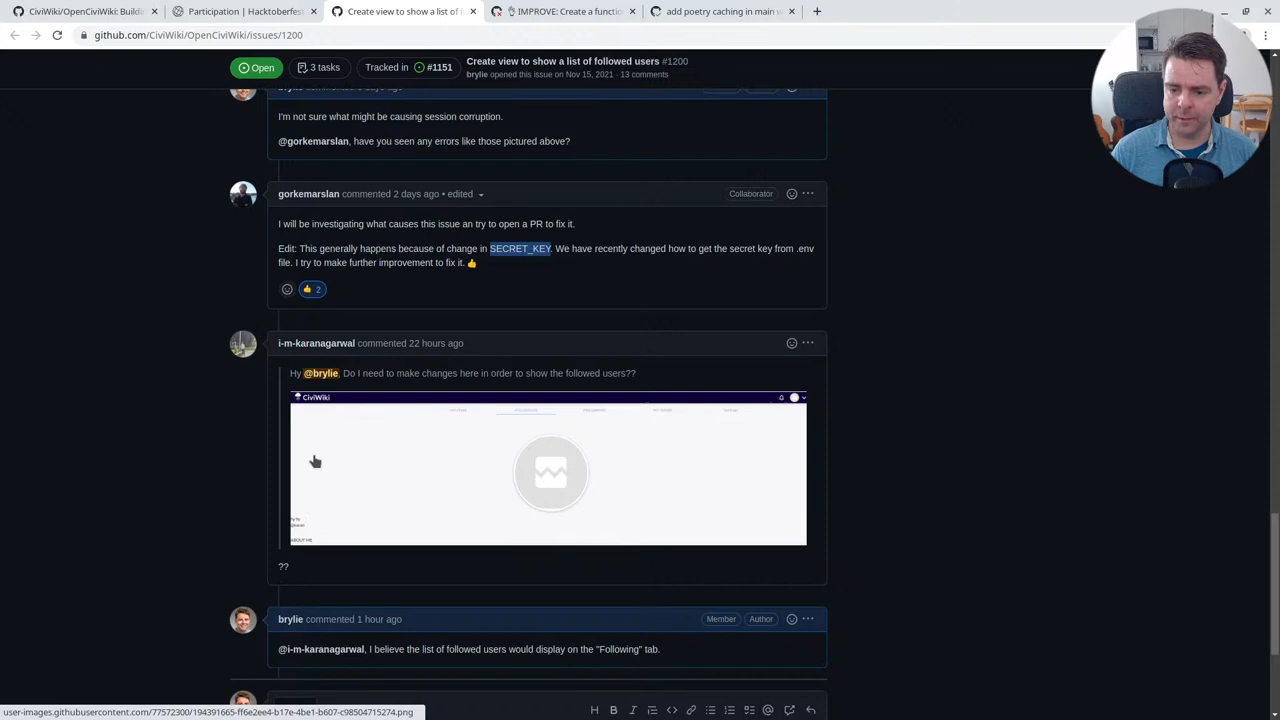 CiviWiki/OpenCiviWiki: Buildi
Participation | Hacktoberfes
Create view to show a list of f
IMPROVE: Create a functio
add poetry caching in main w
github.com/CiviWiki/OpenCiviWiki/issues/1200
Open
3 tasks
Tracked in #1151
Create view to show a list of followed users #1200
brylie opened this issue on Nov 15, 2021 · 13 comments
I'm not sure what might be causing session corruption.
@gorkemarslan, have you seen any errors like those pictured above?
gorkemarslan commented 2 days ago • edited
Collaborator
I will be investigating what causes this issue an try to open a PR to fix it.
Edit: This generally happens because of change in SECRET_KEY. We have recently changed how to get the secret key from .env
file. I try to make further improvement to fix it. 👍
👍 2
i-m-karanagarwal commented 22 hours ago
Hy @brylie, Do I need to make changes here in order to show the followed users??
CiviWiki
ABOUT ME
??
brylie commented 1 hour ago
Member
Author
@i-m-karanagarwal, I believe the list of followed users would display on the "Following" tab.
user-images.githubusercontent.com/77572300/194391665-ff6e2ee4-b17e-4be1-b607-c98504715274.png